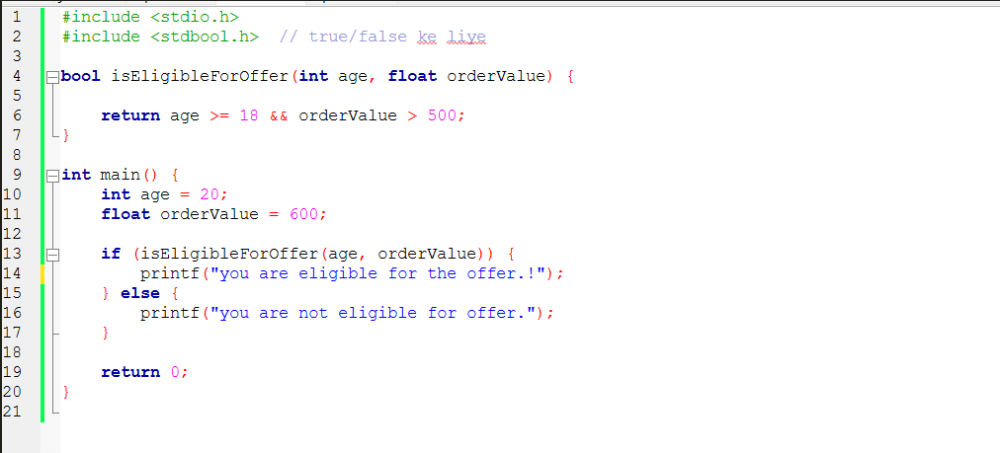 1 #include <stdio.h>
2 #include <stdbool.h>  // true/false ke liye
3
4 bool isEligibleForOffer(int age, float orderValue) {
5
6     return age >= 18 && orderValue > 500;
7 }
8
9 int main() {
10     int age = 20;
11     float orderValue = 600;
12
13     if (isEligibleForOffer(age, orderValue)) {
14         printf("you are eligible for the offer.!");
15     } else {
16         printf("you are not eligible for offer.");
17     }
18
19     return 0;
20 }
21